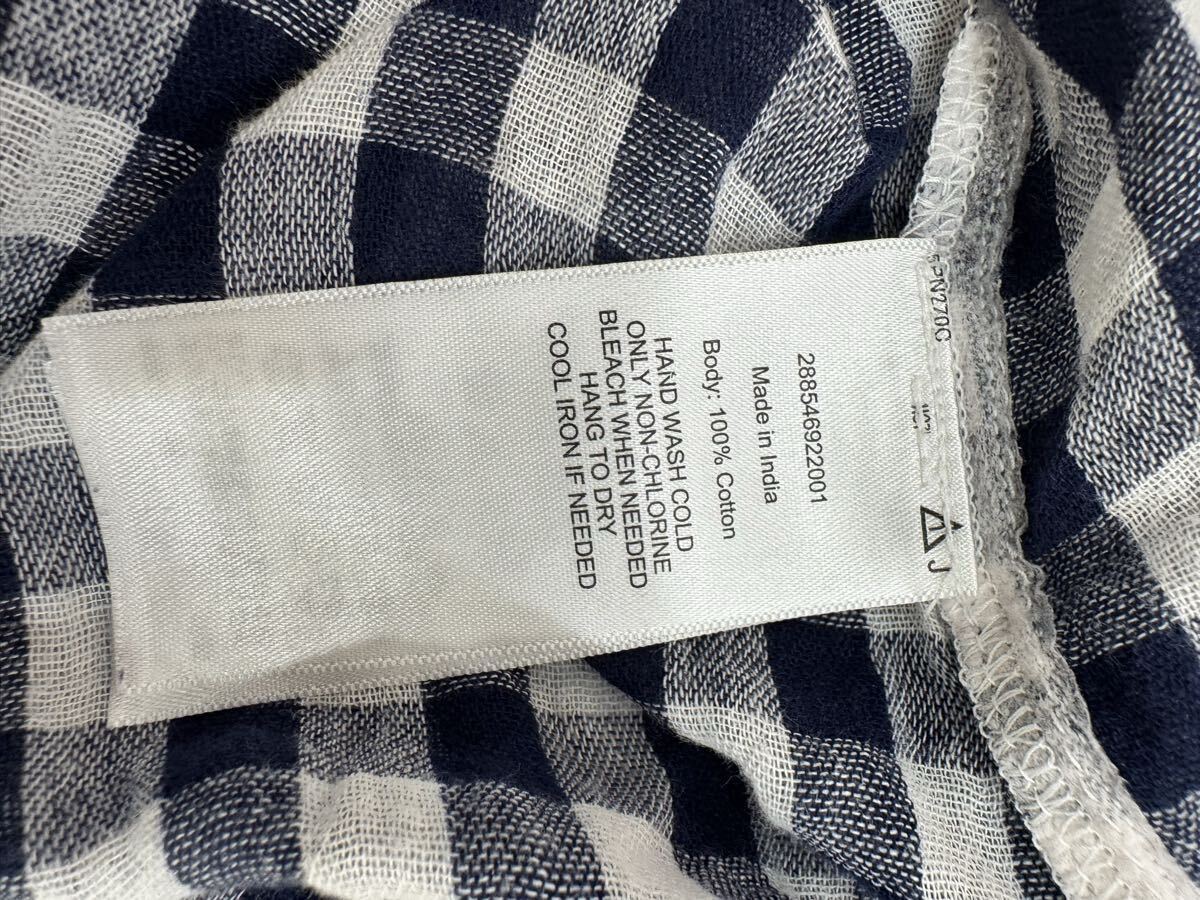 288546922001
Made in India
Body: 100% Cotton
HAND WASH COLD
ONLY NON-CHLORINE
BLEACH WHEN NEEDED
HANG TO DRY
COOL IRON IF NEEDED
J